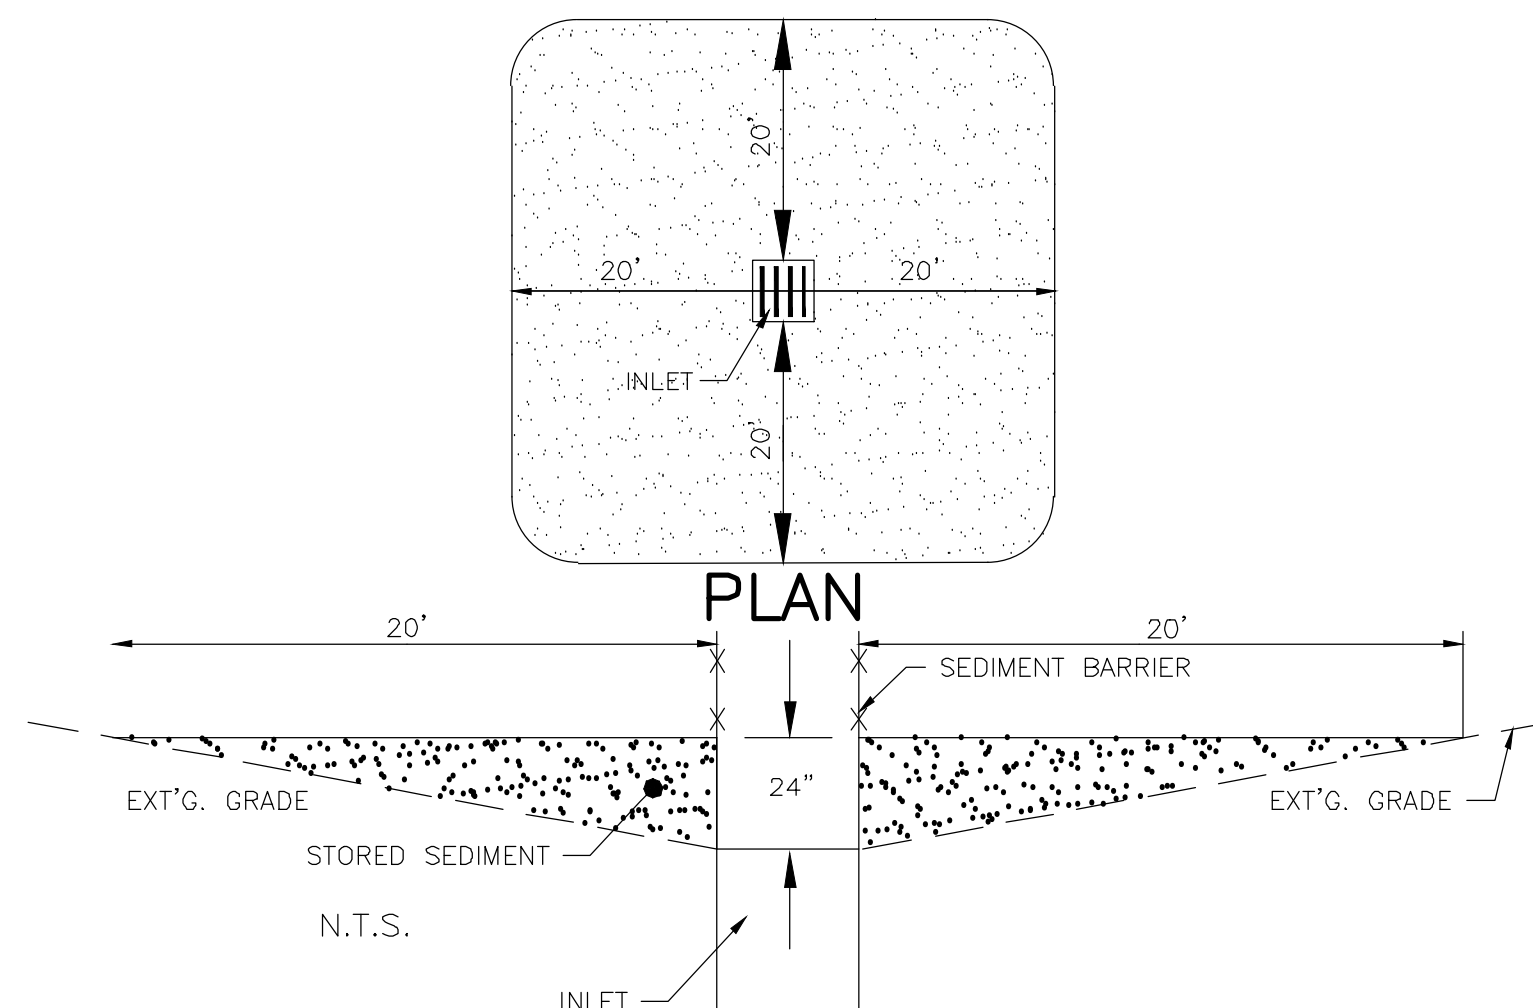 20'
20'
20'
INLET
20'
PLAN
20'
20'
SEDIMENT BARRIER
24"
EXT'G. GRADE
EXT'G. GRADE
STORED SEDIMENT
N.T.S.
INLET